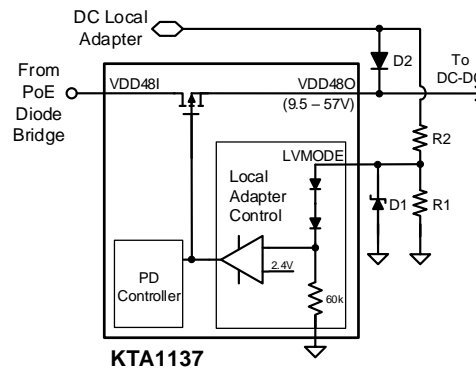 DC Local
Adapter
From
PoE
Diode
Bridge
VDD48I
VDD48O
(9.5 – 57V)
D2
To
DC-DC
R2
LVMODE
Local
Adapter
Control
D1
R1
PD
Controller
2.4V
60k
KTA1137